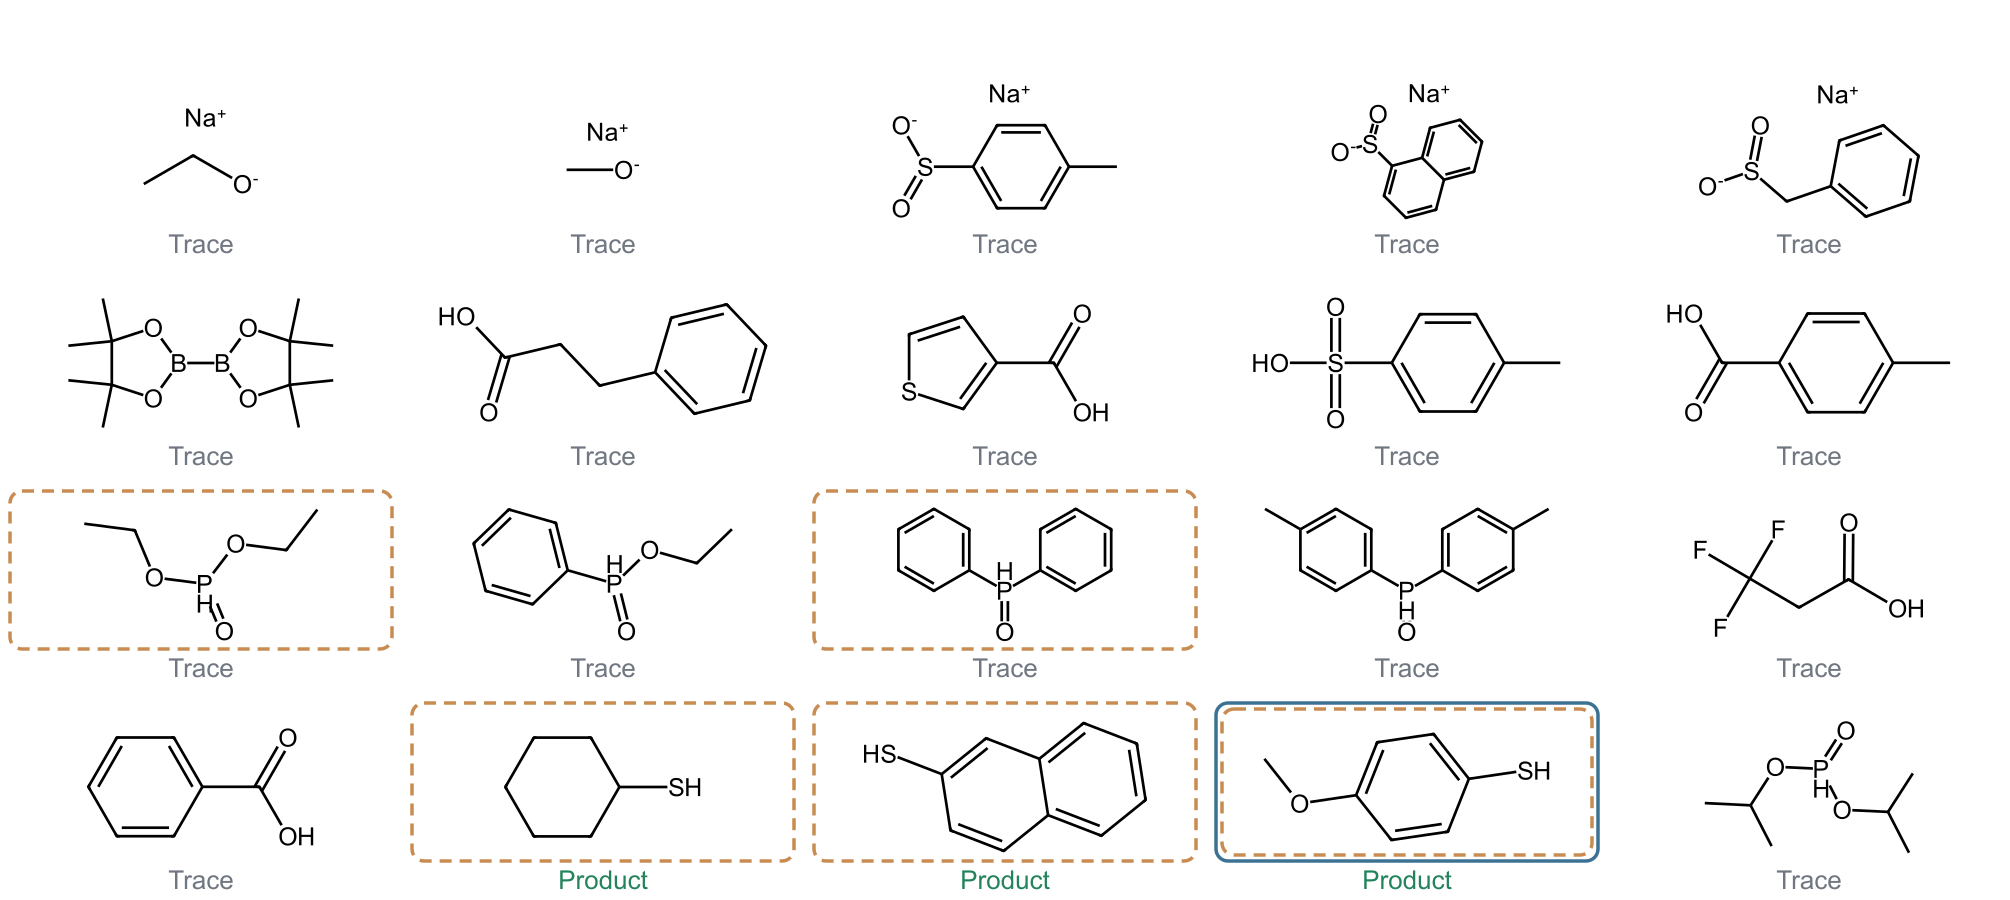 Na+ Na+ Na+ Na+ Na+
O- O- O- S O O S O- O S O-
Trace Trace Trace Trace Trace
O O B B O O HO O S O OH HO S O O HO O
Trace Trace Trace Trace Trace
O O P H O H P O O H P O P H O F F F O OH
Trace Trace Trace Trace Trace
O OH SH HS O SH O P H O O
Trace Product Product Product Trace